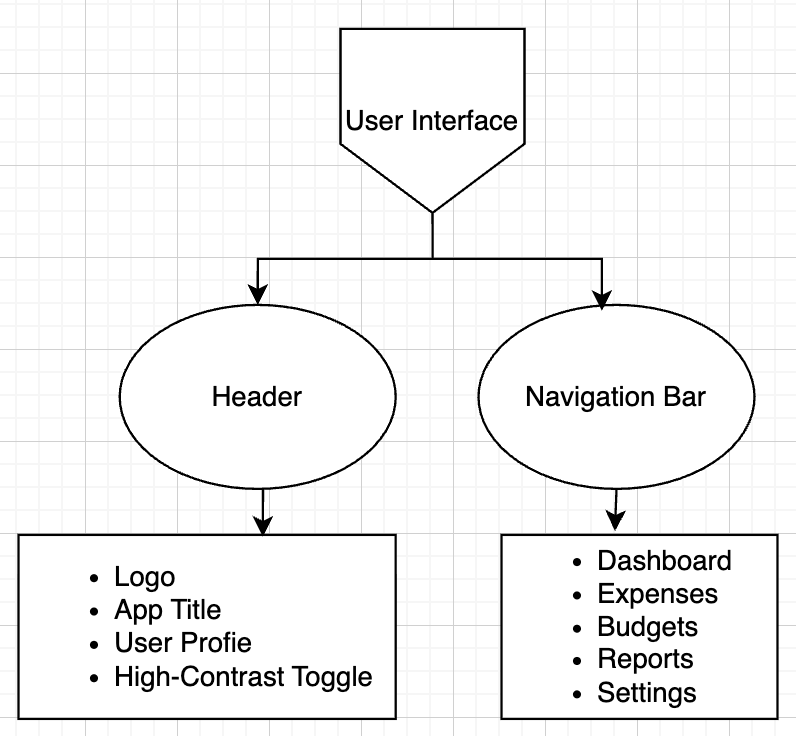 User Interface
Header
Navigation Bar
• Logo
• App Title
• User Profie
• High-Contrast Toggle
• Dashboard
• Expenses
• Budgets
• Reports
• Settings